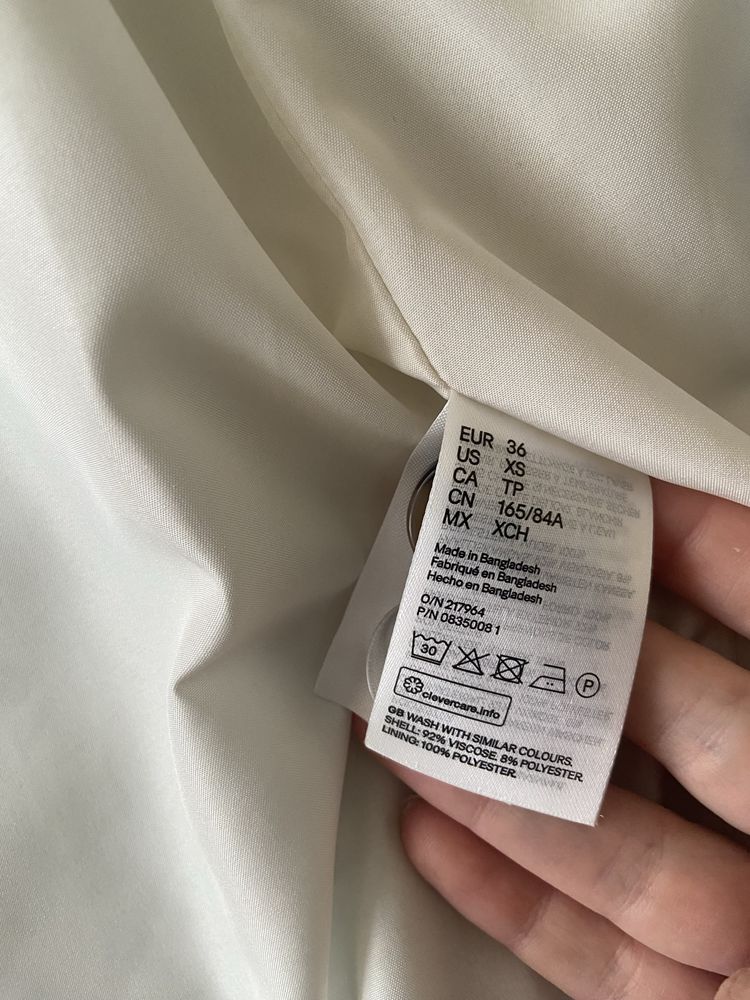 EUR 36
US XS
CA TP
CN 165/84A
MX XCH
Made in Bangladesh
Fabriqué en Bangladesh
Hecho en Bangladesh
O/N 217964
P/N 0835008 1
30
P
clevercare.info
GB WASH WITH SIMILAR COLOURS.
SHELL: 92% VISCOSE. 8% POLYESTER
LINING: 100% POLYESTER.